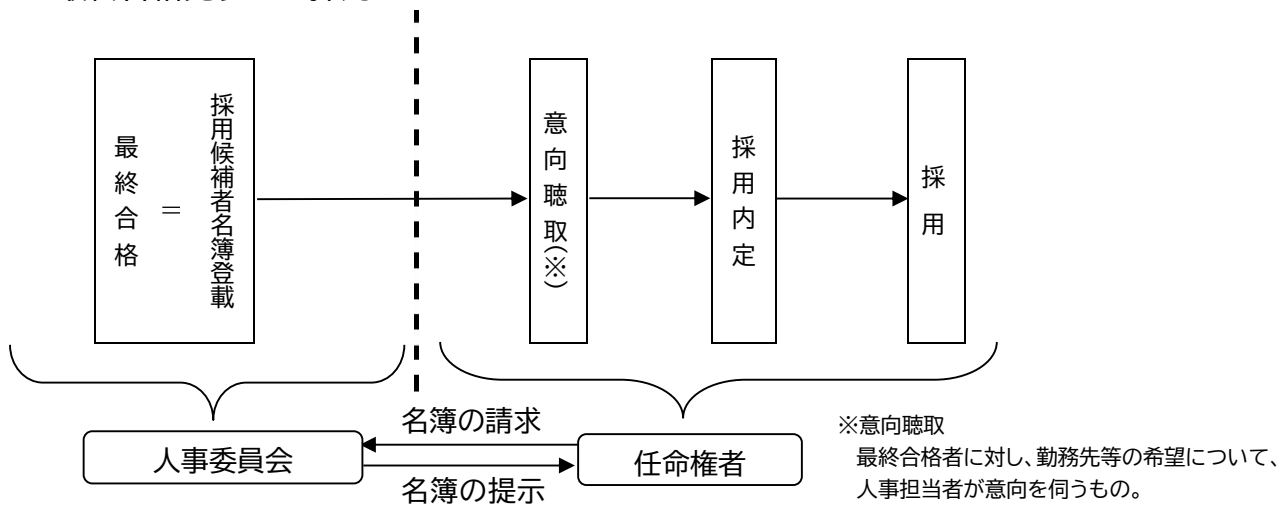 最終合格
＝
採用候補者名簿登載
意向聴取(※)
採用内定
採用
名簿の請求
人事委員会
任命権者
名簿の提示
※意向聴取
最終合格者に対し、勤務先等の希望について、
人事担当者が意向を伺うもの。